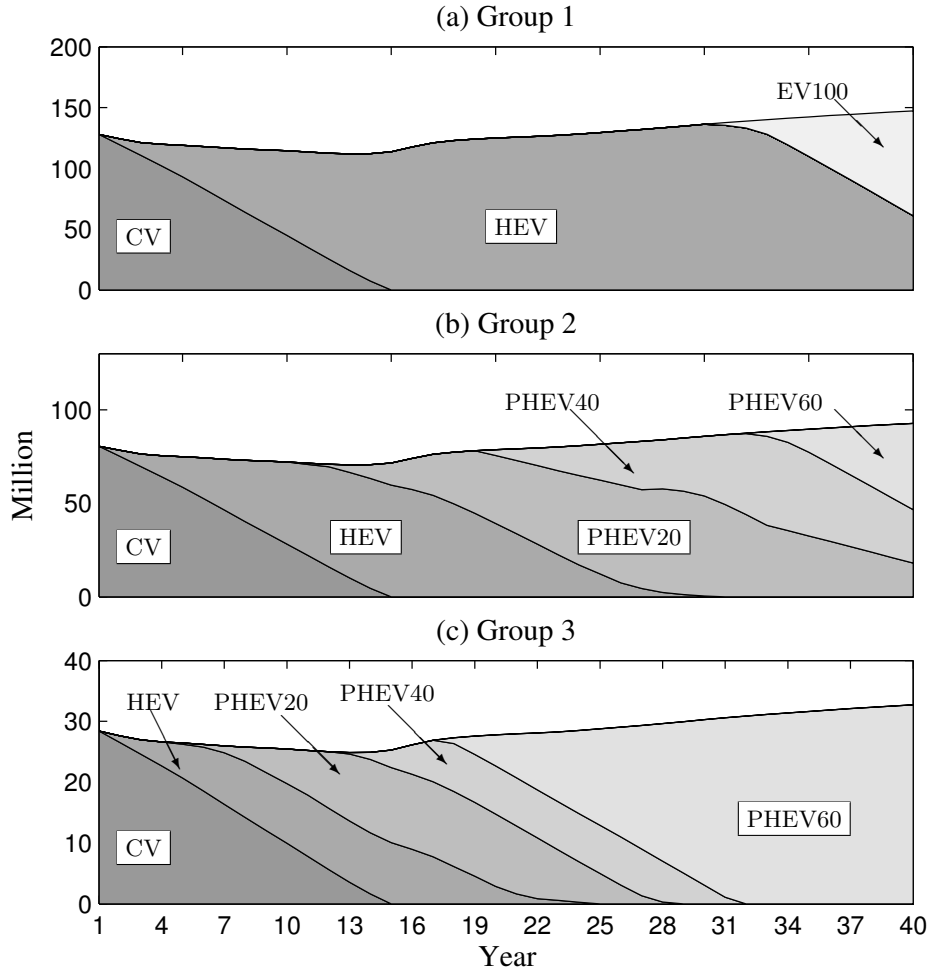 (a) Group 1
200
150
100
50
0
EV100
CV
HEV
(b) Group 2
100
50
0
PHEV40
PHEV60
CV
HEV
PHEV20
Million
(c) Group 3
40
30
20
10
0
HEV
PHEV20
PHEV40
CV
PHEV60
1 4 7 10 13 16 19 22 25 28 31 34 37 40
Year